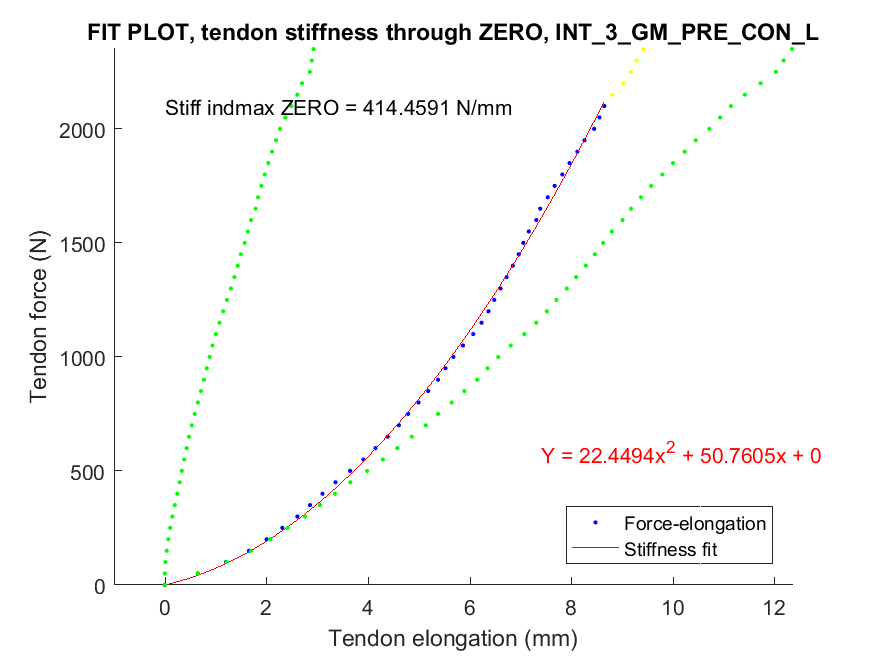 FIT PLOT, tendon stiffness through ZERO, INT_3_GM_PRE_CON_L
Stiff indmax ZERO = 414.4591 N/mm
2000
1500
1000
500
0
Tendon force (N)
Y = 22.4494x² + 50.7605x + 0
Force-elongation
Stiffness fit
0 2 4 6 8 10 12
Tendon elongation (mm)